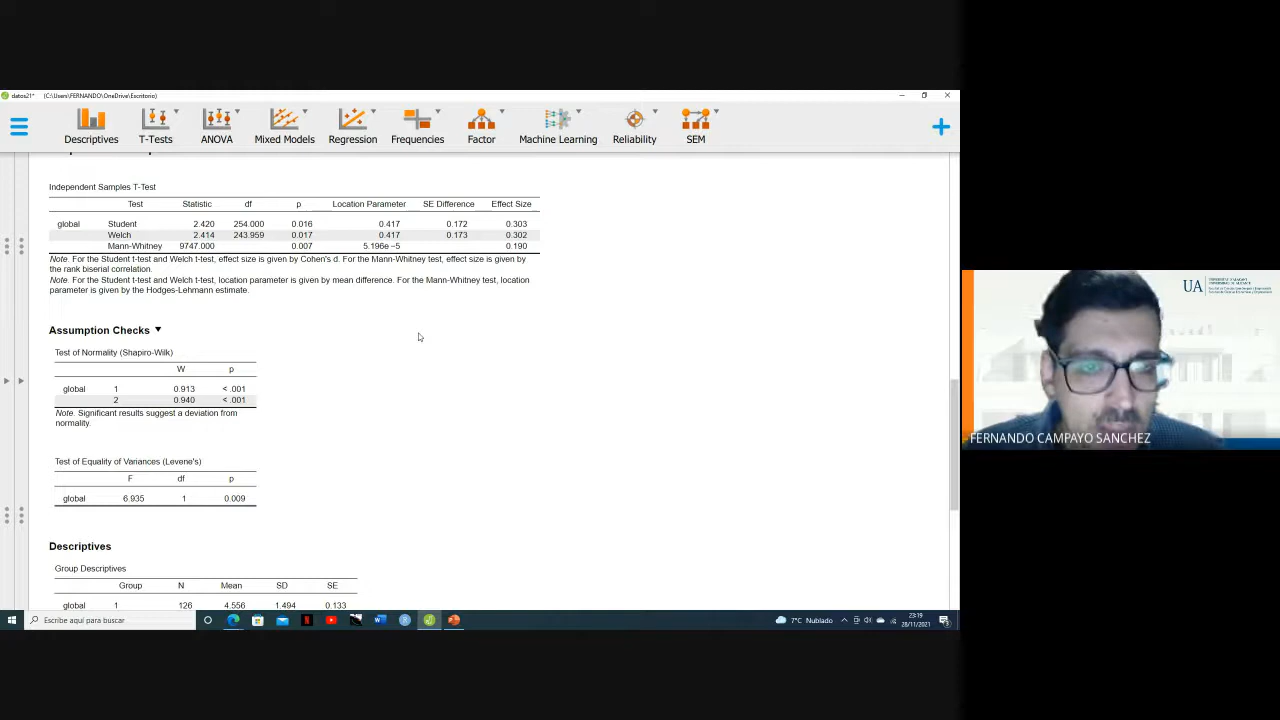 datos21* (C:\Users\FERNANDO\OneDrive\Escritorio)
Descriptives T-Tests ANOVA Mixed Models Regression Frequencies Factor Machine Learning Reliability SEM
Independent Samples T-Test
Test Statistic df p Location Parameter SE Difference Effect Size
global Student 2.420 254.000 0.016 0.417 0.172 0.303
Welch 2.414 243.959 0.017 0.417 0.173 0.302
Mann-Whitney 9747.000 0.007 5.196e −5 0.190
Note. For the Student t-test and Welch t-test, effect size is given by Cohen's d. For the Mann-Whitney test, effect size is given by
the rank biserial correlation.
Note. For the Student t-test and Welch t-test, location parameter is given by mean difference. For the Mann-Whitney test, location
parameter is given by the Hodges-Lehmann estimate.
Assumption Checks
Test of Normality (Shapiro-Wilk)
W p
global 1 0.913 < .001
2 0.940 < .001
Note. Significant results suggest a deviation from
normality.
Test of Equality of Variances (Levene's)
F df p
global 6.935 1 0.009
Descriptives
Group Descriptives
Group N Mean SD SE
global 1 126 4.556 1.494 0.133
Escribe aquí para buscar
7°C Nublado
23:19
28/11/2021
UA
FERNANDO CAMPAYO SANCHEZ